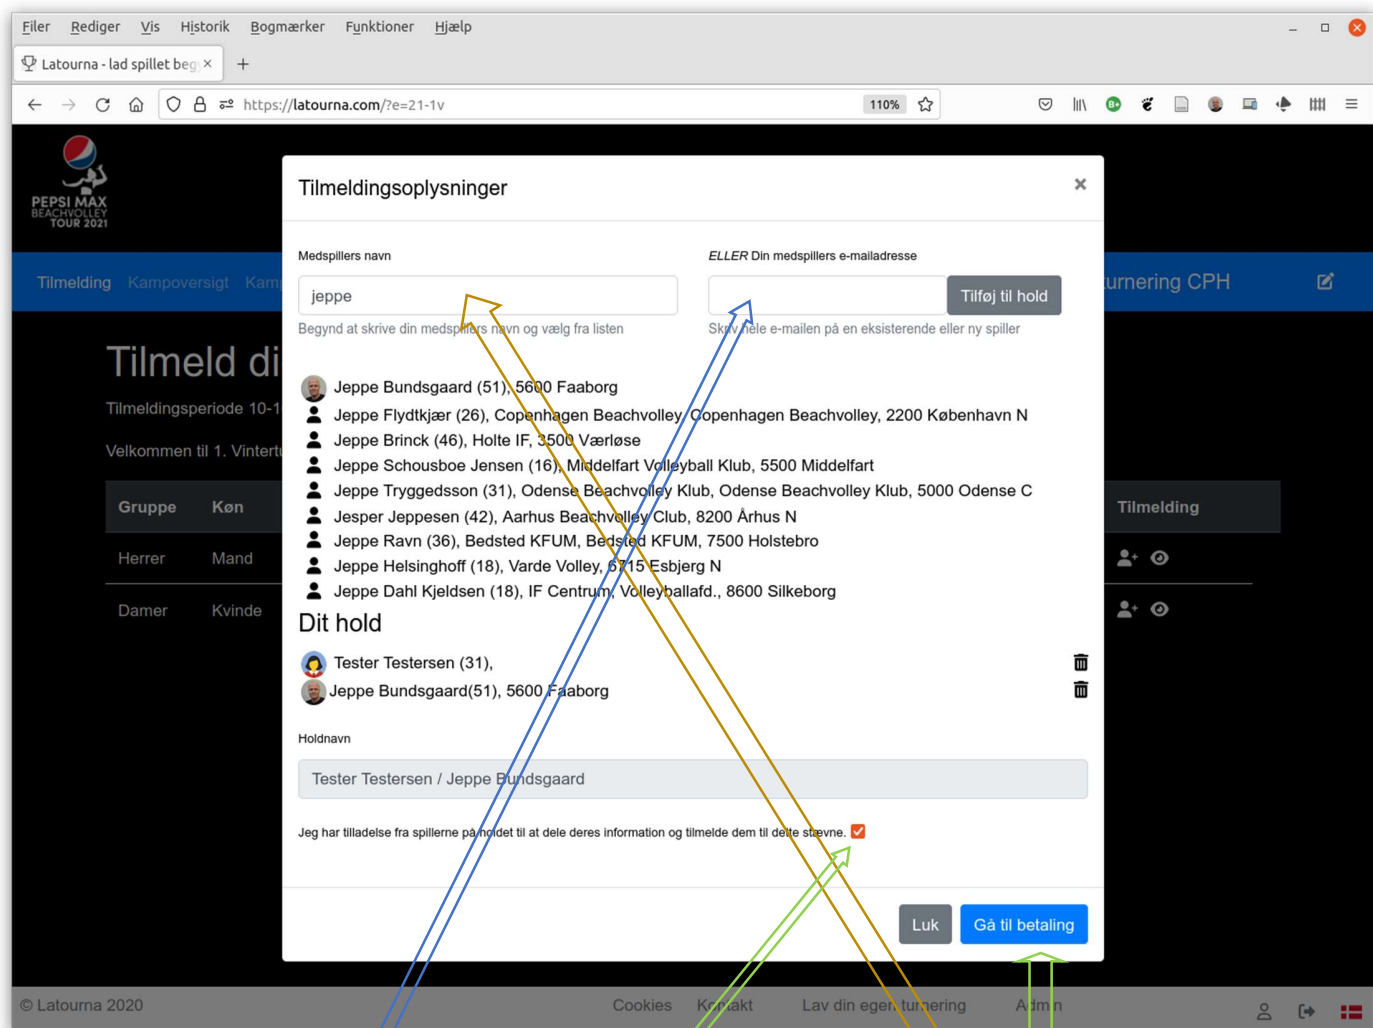 Filer Rediger Vis Historik Bogmærker Funktioner Hjælp
Latourna - lad spillet beg
https://latourna.com/?e=21-1v 110%
PEPSI MAX
BEACHVOLLEY
TOUR 2021
Tilmeldingsoplysninger
Medspillers navn ELLER Din medspillers e-mailadresse
Tilmelding Kampoversigt Kam urnering CPH
jeppe Tilføj til hold
Begynd at skrive din medspillers navn og vælg fra listen Skriv hele e-mailen på en eksisterende eller ny spiller
Tilmeld di
Jeppe Bundsgaard (51), 5600 Faaborg
Tilmeldingsperiode 10-1
Jeppe Flydtkjær (26), Copenhagen Beachvolley, Copenhagen Beachvolley, 2200 København N
Jeppe Brinck (46), Holte IF, 3500 Værløse
Velkommen til 1. Vintertu
Jeppe Schousboe Jensen (16), Middelfart Volleyball Klub, 5500 Middelfart
Jeppe Tryggedsson (31), Odense Beachvolley Klub, Odense Beachvolley Klub, 5000 Odense C
Gruppe Køn Tilmelding
Jesper Jeppesen (42), Aarhus Beachvolley Club, 8200 Århus N
Jeppe Ravn (36), Bedsted KFUM, Bedsted KFUM, 7500 Holstebro
Herrer Mand
Jeppe Helsinghoff (18), Varde Volley, 6715 Esbjerg N
Jeppe Dahl Kjeldsen (18), IF Centrum, Volleyballafd., 8600 Silkeborg
Damer Kvinde
Dit hold
Tester Testersen (31),
Jeppe Bundsgaard(51), 5600 Faaborg
Holdnavn
Tester Testersen / Jeppe Bundsgaard
Jeg har tilladelse fra spillerne på holdet til at dele deres information og tilmelde dem til dette stævne.
Luk Gå til betaling
© Latourna 2020 Cookies Kontakt Lav din egen turnering Admin